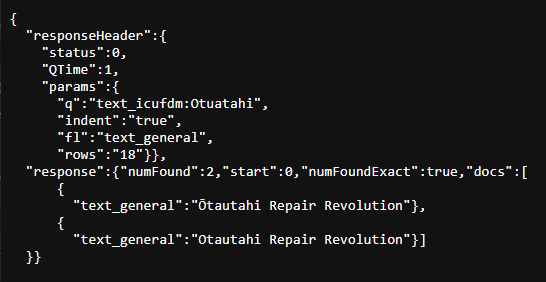 {
  "responseHeader":{
    "status":0,
    "QTime":1,
    "params":{
      "q":"text_icufdm:Otuatahi",
      "indent":"true",
      "fl":"text_general",
      "rows":"18"}},
  "response":{"numFound":2,"start":0,"numFoundExact":true,"docs":[
      {
        "text_general":"Ōtautahi Repair Revolution"},
      {
        "text_general":"Otautahi Repair Revolution"}]
  }}